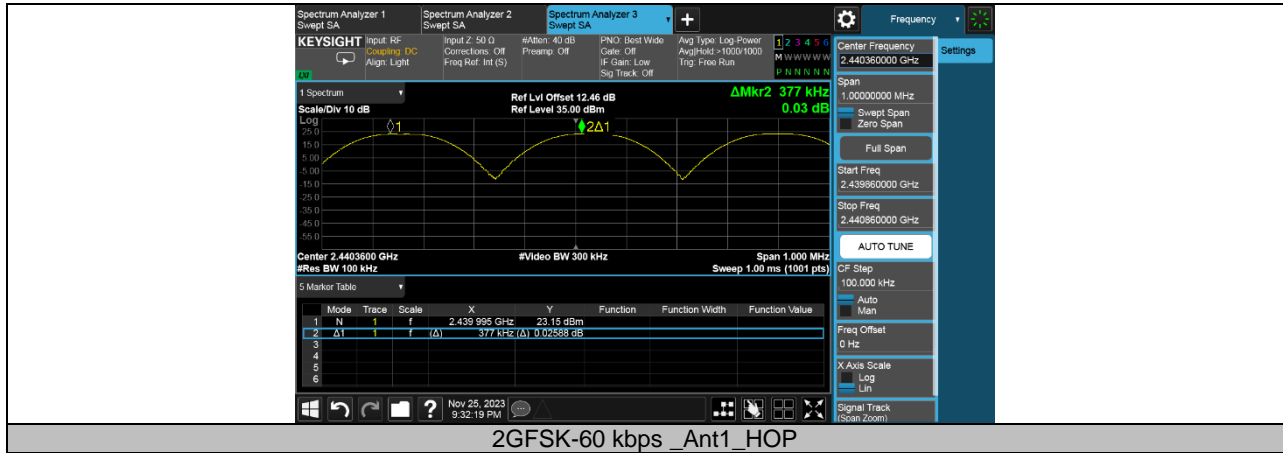 Spectrum Analyzer 1
Swept SA
Spectrum Analyzer 2
Swept SA
Spectrum Analyzer 3
Swept SA
Frequency
KEYSIGHT
Input: RF
Coupling: DC
Align: Light
Input Z: 50 Ω
Corrections: Off
Freq Ref: Int (S)
#Atten: 40 dB
Preamp: Off
PNO: Best Wide
Gate: Off
IF Gain: Low
Sig Track: Off
Avg Type: Log-Power
Avg|Hold:>1000/1000
Trig: Free Run
1 2 3 4 5 6
M W W W W W
P N N N N N
LXI
1 Spectrum
Scale/Div 10 dB
Ref Lvl Offset 12.46 dB
Ref Level 35.00 dBm
ΔMkr2 377 kHz
0.03 dB
Log
25.0
15.0
5.00
-5.00
-15.0
-25.0
-35.0
-45.0
-55.0
1
2Δ1
Center 2.4403600 GHz
#Res BW 100 kHz
#Video BW 300 kHz
Span 1.000 MHz
Sweep 1.00 ms (1001 pts)
5 Marker Table
Mode Trace Scale X Y Function Function Width Function Value
1 N 1 f 2.439 995 GHz 23.15 dBm
2 Δ1 1 f (Δ) 377 kHz (Δ) 0.02588 dB
3
4
5
6
?
Nov 25, 2023
9:32:19 PM
Center Frequency
2.440360000 GHz
Settings
Span
1.00000000 MHz
Swept Span
Zero Span
Full Span
Start Freq
2.439860000 GHz
Stop Freq
2.440860000 GHz
AUTO TUNE
CF Step
100.000 kHz
Auto
Man
Freq Offset
0 Hz
X Axis Scale
Log
Lin
Signal Track
(Span Zoom)
2GFSK-60 kbps _Ant1_HOP